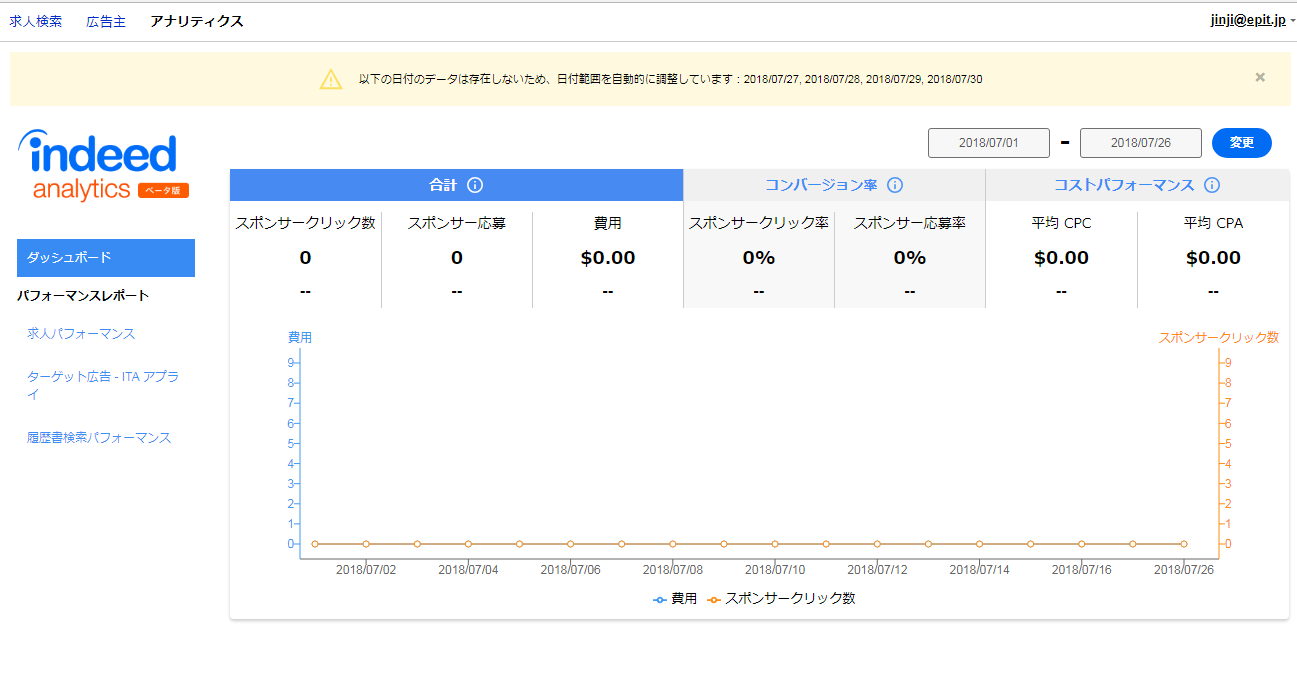 求人検索 広告主 アナリティクス jinji@epit.jp
以下の日付のデータは存在しないため、日付範囲を自動的に調整しています：2018/07/27, 2018/07/28, 2018/07/29, 2018/07/30 ×
indeed
analytics ベータ版
2018/07/01 - 2018/07/26 変更
ダッシュボード
パフォーマンスレポート
求人パフォーマンス
ターゲット広告 - ITA アプラ
イ
履歴書検索パフォーマンス
合計 コンバージョン率 コストパフォーマンス
スポンサークリック数 スポンサー応募 費用 スポンサークリック率 スポンサー応募率 平均 CPC 平均 CPA
0 0 $0.00 0% 0% $0.00 $0.00
-- -- -- -- -- -- --
費用 スポンサークリック数
9 9
8 8
7 7
6 6
5 5
4 4
3 3
2 2
1 1
0 0
2018/07/02 2018/07/04 2018/07/06 2018/07/08 2018/07/10 2018/07/12 2018/07/14 2018/07/16 2018/07/26
費用 スポンサークリック数